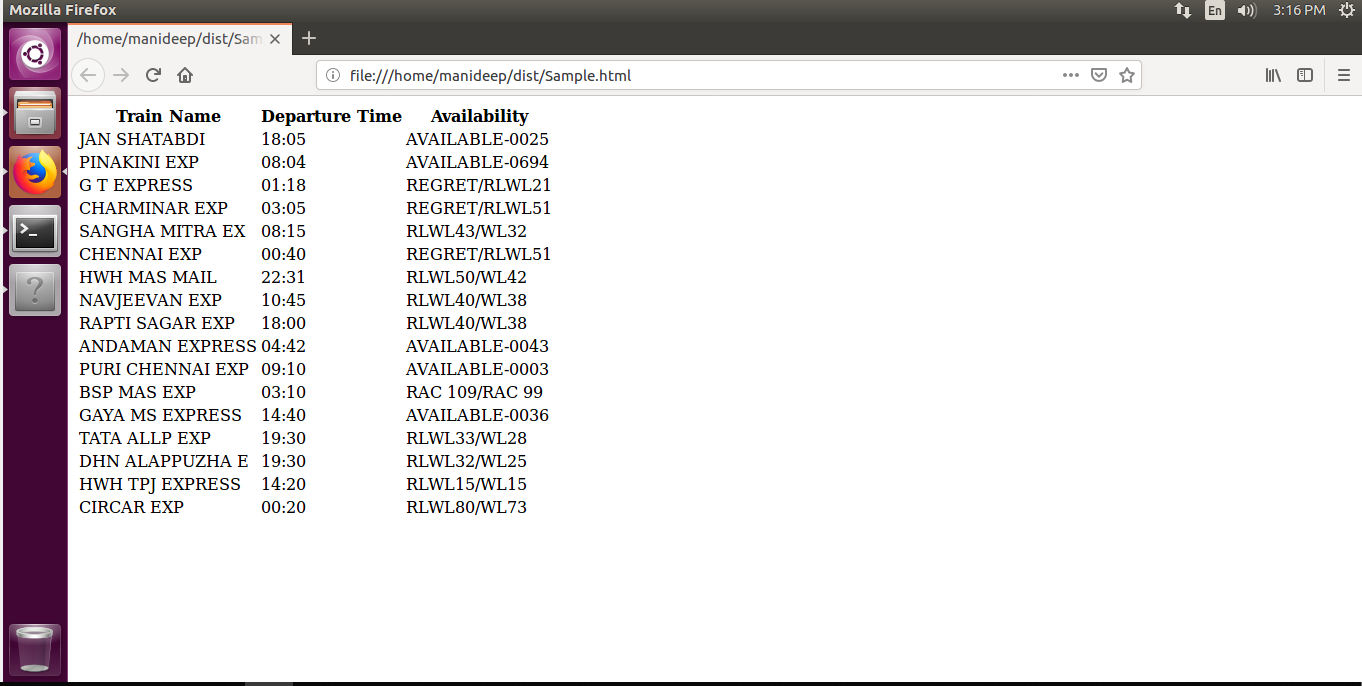 Mozilla Firefox En 3:16 PM
/home/manideep/dist/Sam
file:///home/manideep/dist/Sample.html
Train Name Departure Time Availability
JAN SHATABDI 18:05 AVAILABLE-0025
PINAKINI EXP 08:04 AVAILABLE-0694
G T EXPRESS 01:18 REGRET/RLWL21
CHARMINAR EXP 03:05 REGRET/RLWL51
SANGHA MITRA EX 08:15 RLWL43/WL32
CHENNAI EXP 00:40 REGRET/RLWL51
HWH MAS MAIL 22:31 RLWL50/WL42
NAVJEEVAN EXP 10:45 RLWL40/WL38
RAPTI SAGAR EXP 18:00 RLWL40/WL38
ANDAMAN EXPRESS 04:42 AVAILABLE-0043
PURI CHENNAI EXP 09:10 AVAILABLE-0003
BSP MAS EXP 03:10 RAC 109/RAC 99
GAYA MS EXPRESS 14:40 AVAILABLE-0036
TATA ALLP EXP 19:30 RLWL33/WL28
DHN ALAPPUZHA E 19:30 RLWL32/WL25
HWH TPJ EXPRESS 14:20 RLWL15/WL15
CIRCAR EXP 00:20 RLWL80/WL73